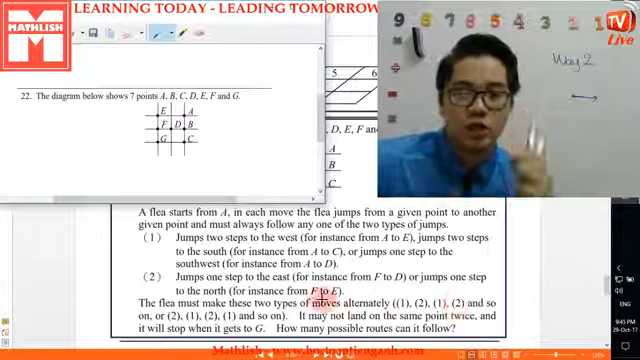 LEARNING TODAY - LEADING TOMORROW
MATHLISH
TV
Live
9 8 7 6 5 4 3 2 1
Way 2
5 6
22. The diagram below shows 7 points A, B, C, D, E, F and G.
E A
F D B
G C
, D, E, F and
A
B
C
A flea starts from A, in each move the flea jumps from a given point to another
given point and must always follow any one of the two types of jumps.
(1) Jumps two steps to the west (for instance from A to E), jumps two steps
to the south (for instance from A to C), or jumps one step to the
southwest (for instance from A to D).
(2) Jumps one step to the east (for instance from F to D) or jumps one step
to the north (for instance from F to E).
The flea must make these two types of moves alternately ((1), (2), (1), (2) and so
on, or (2), (1), (2), (1) and so on). It may not land on the same point twice, and
it will stop when it gets to G. How many possible routes can it follow?
9:45 PM
29-Oct-17